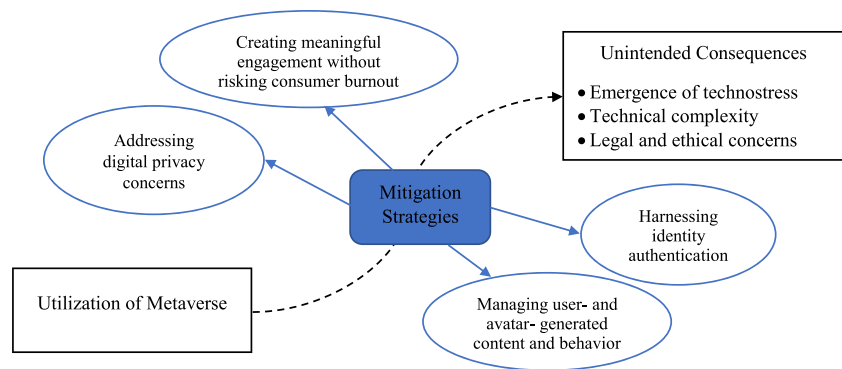 Creating meaningful
engagement without
risking consumer burnout
Unintended Consequences
• Emergence of technostress
• Technical complexity
• Legal and ethical concerns
Addressing
digital privacy
concerns
Mitigation
Strategies
Harnessing
identity
authentication
Utilization of Metaverse
Managing user- and
avatar- generated
content and behavior